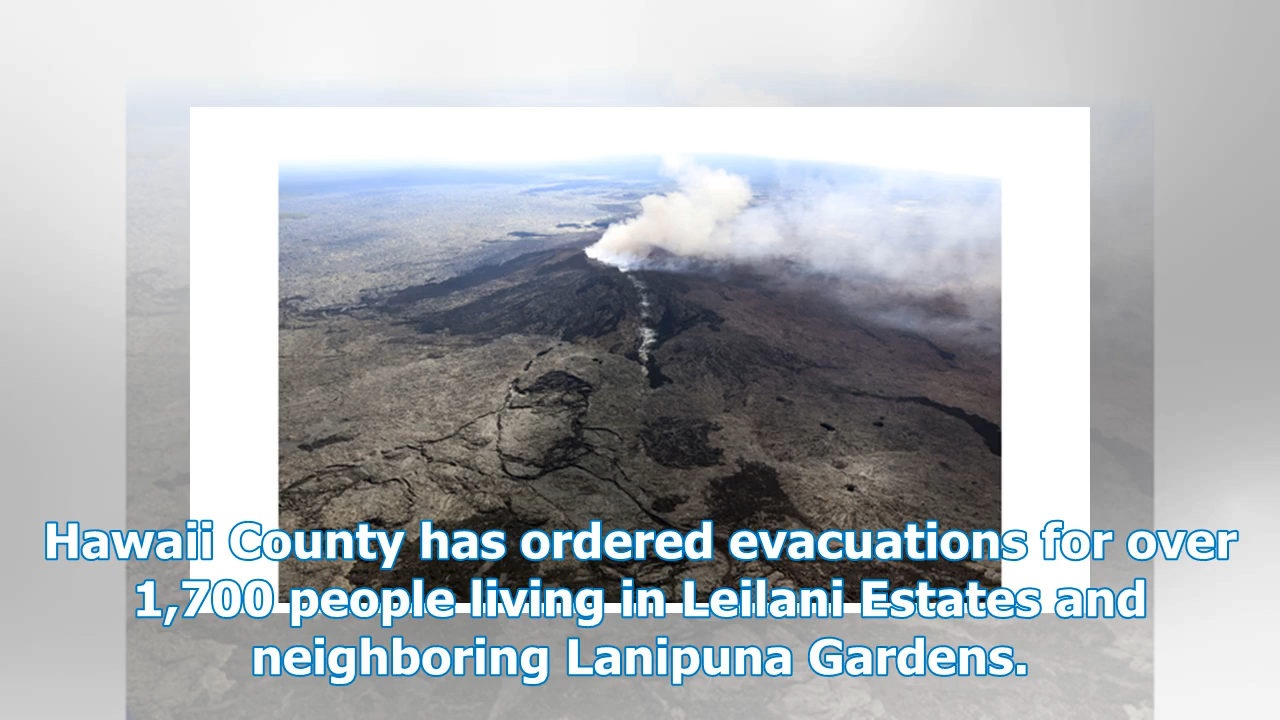 Hawaii County has ordered evacuations for over
1,700 people living in Leilani Estates and
neighboring Lanipuna Gardens.